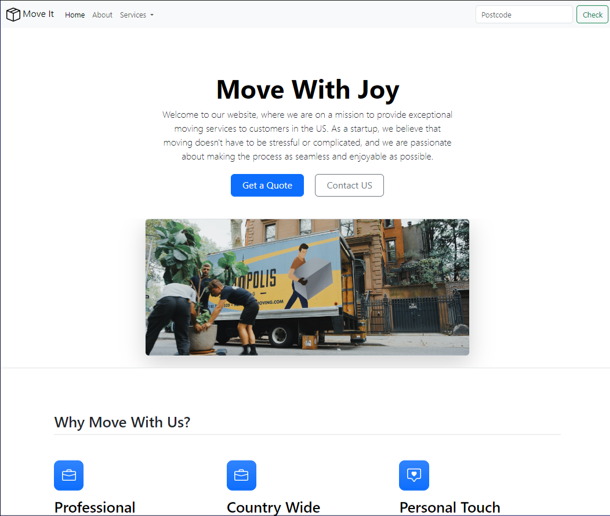 Move It Home About Services Postcode Check
Move With Joy
Welcome to our website, where we are on a mission to provide exceptional
moving services to customers in the US. As a startup, we believe that
moving doesn't have to be stressful or complicated, and we are passionate
about making the process as seamless and enjoyable as possible.
Get a Quote Contact US
Why Move With Us?
Professional Country Wide Personal Touch